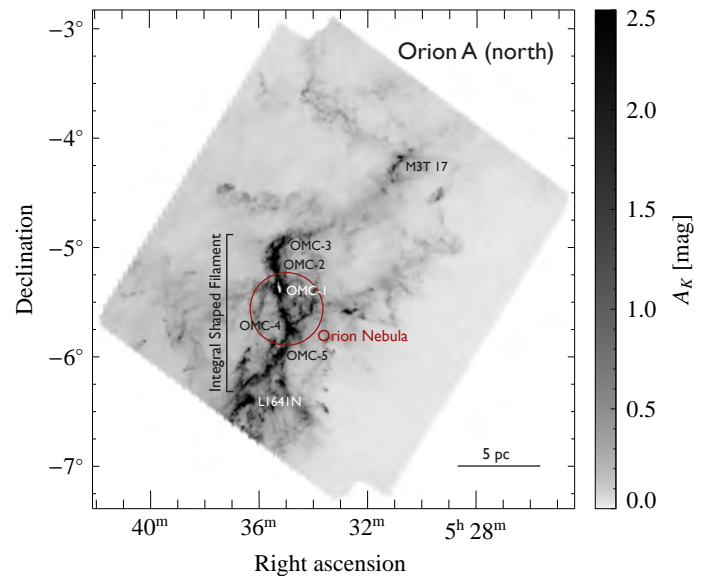 Orion A (north)
M3T 17
OMC-3
OMC-2
OMC-1
OMC-4
Orion Nebula
OMC-5
L1641N
Integral Shaped Filament
5 pc
−3°
−4°
−5°
−6°
−7°
Declination
40ᵐ
36ᵐ
32ᵐ
5ʰ 28ᵐ
Right ascension
2.5
2.0
1.5
1.0
0.5
0.0
A_K [mag]